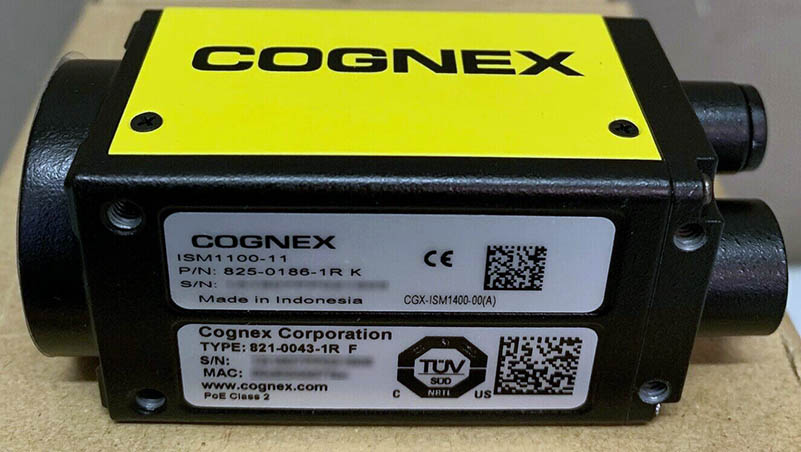 COGNEX
COGNEX
ISM1100-11
P/N: 825-0186-1R K
S/N:
Made in Indonesia
CE
CGX-ISM1400-00(A)
Cognex Corporation
TYPE: 821-0043-1R F
S/N:
MAC:
www.cognex.com
PoE Class 2
TÜV
SÜD
NRTL
C US